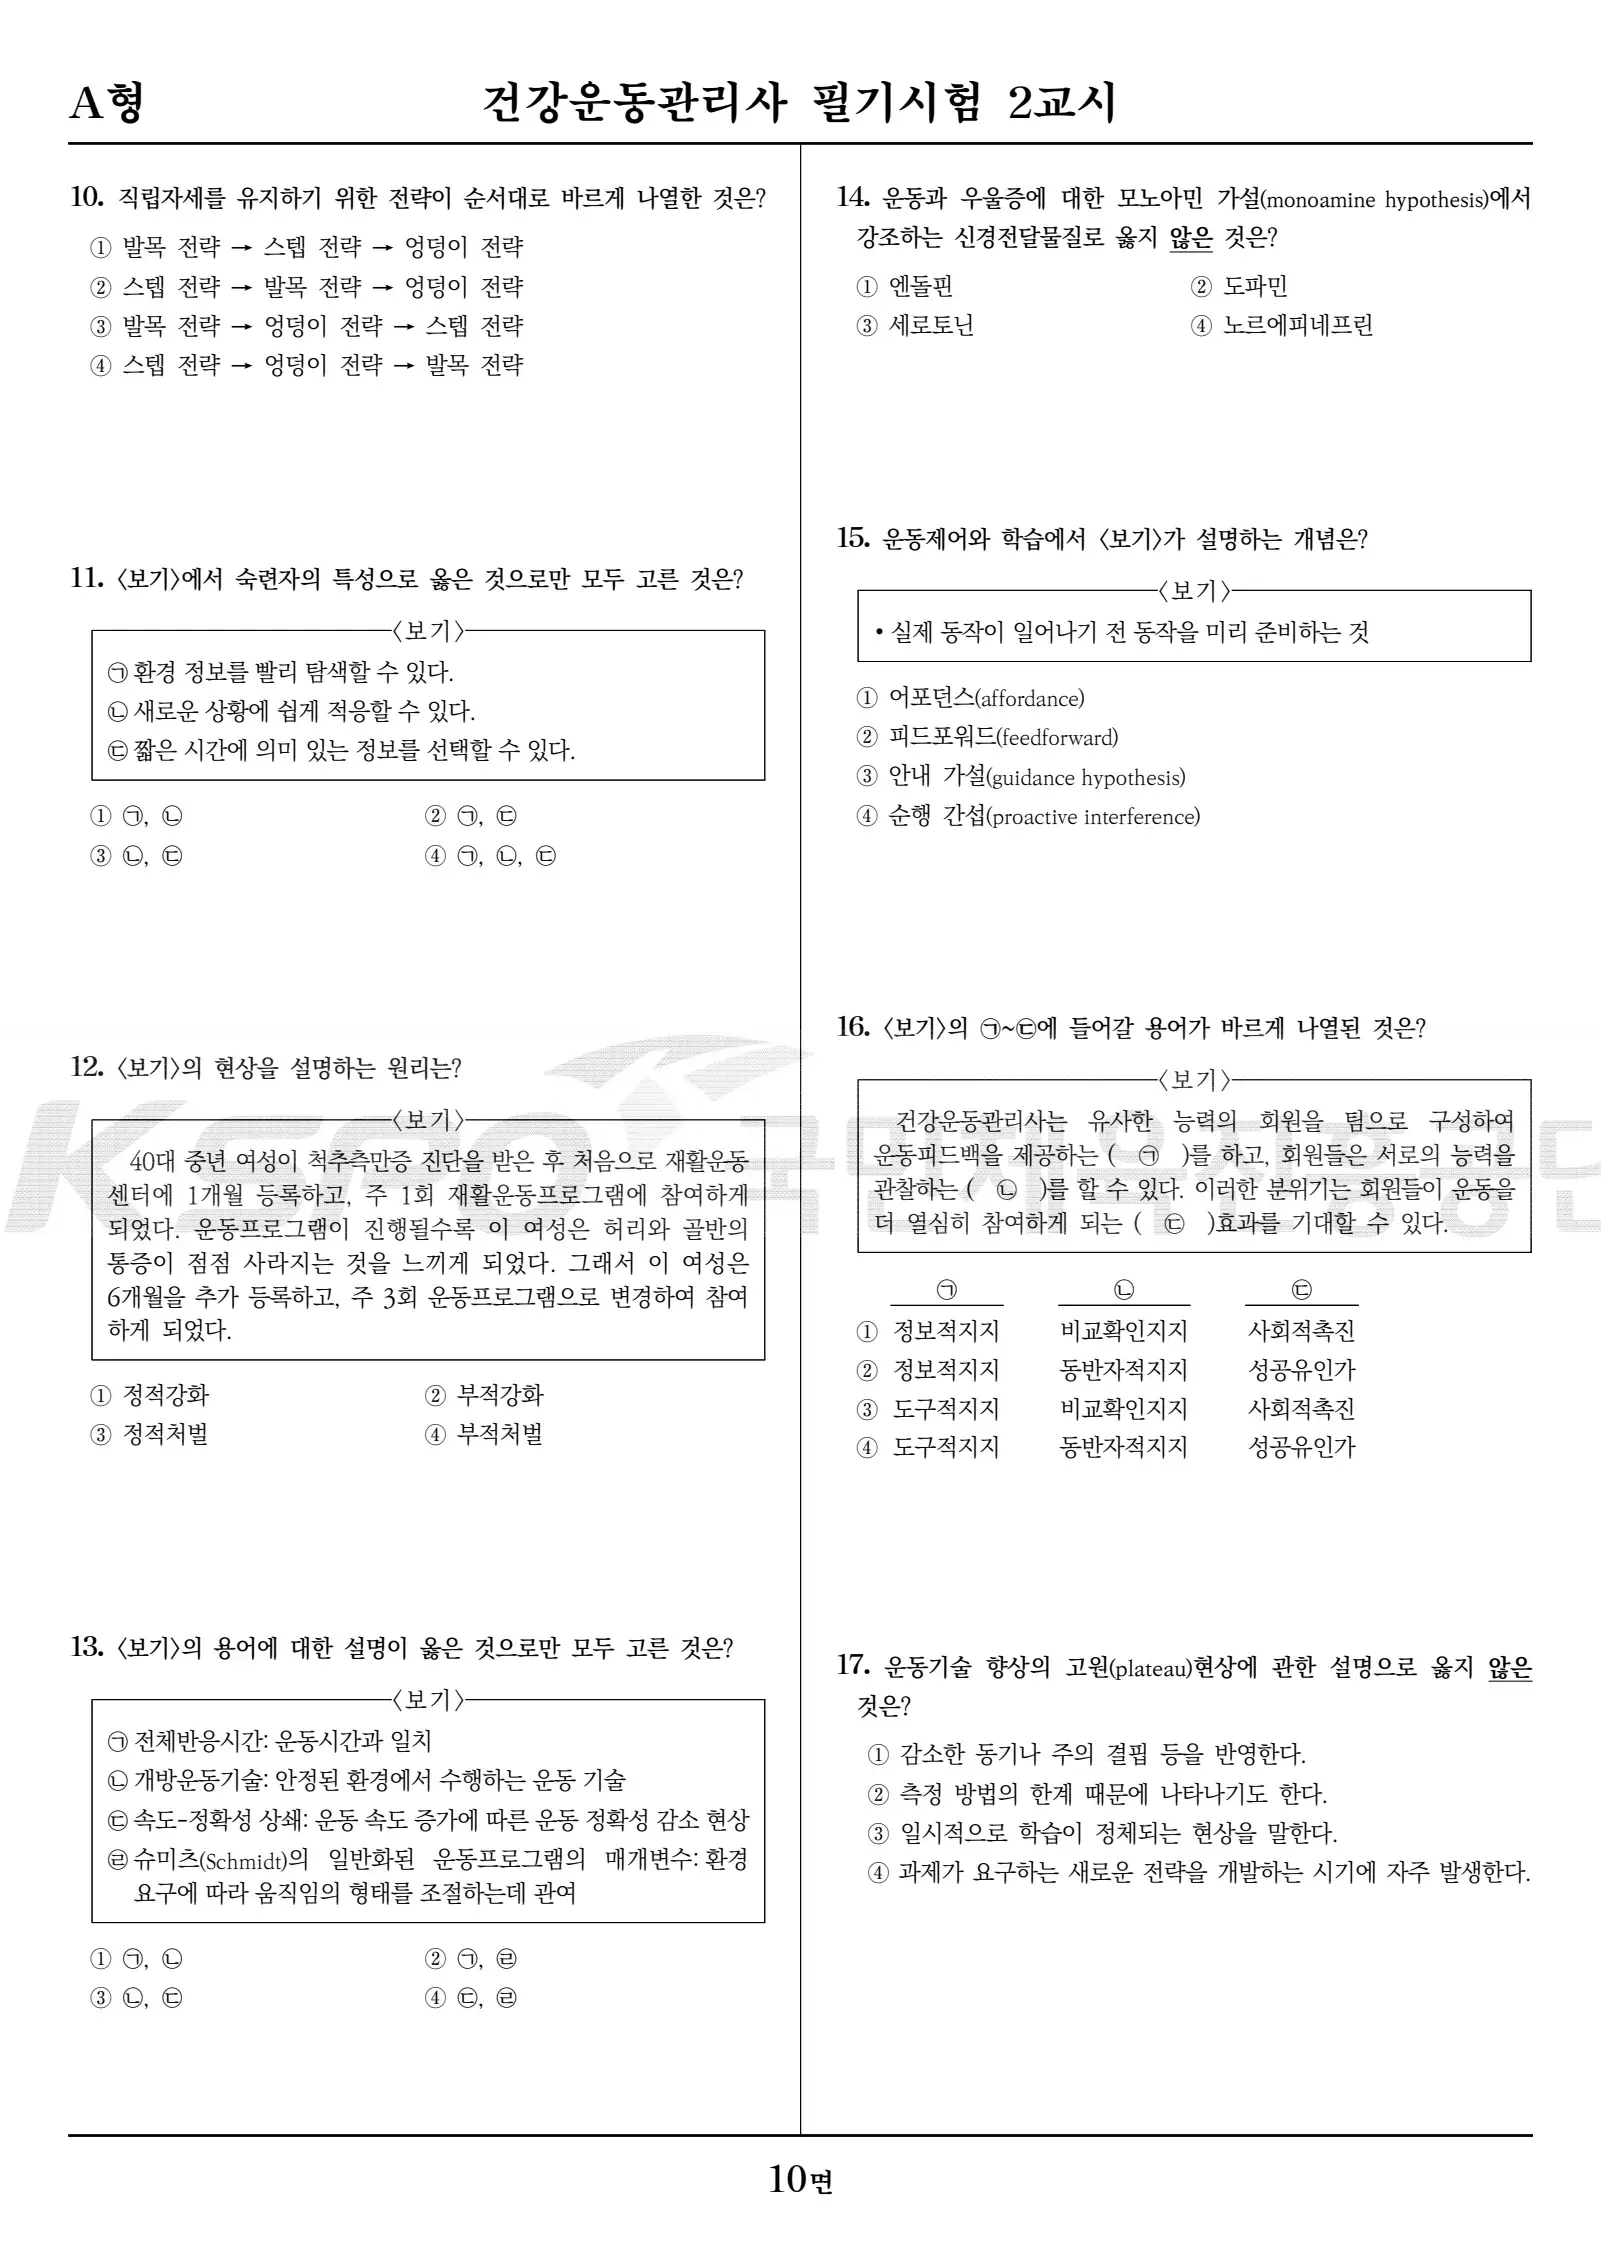 A형
건강운동관리사 필기시험 2교시
10. 직립자세를 유지하기 위한 전략이 순서대로 바르게 나열한 것은?
① 발목 전략 → 스텝 전략 → 엉덩이 전략
② 스텝 전략 → 발목 전략 → 엉덩이 전략
③ 발목 전략 → 엉덩이 전략 → 스텝 전략
④ 스텝 전략 → 엉덩이 전략 → 발목 전략
11. 〈보기〉에서 숙련자의 특성으로 옳은 것으로만 모두 고른 것은?
〈보기〉
㉠ 환경 정보를 빨리 탐색할 수 있다.
㉡ 새로운 상황에 쉽게 적응할 수 있다.
㉢ 짧은 시간에 의미 있는 정보를 선택할 수 있다.
① ㉠, ㉡ ② ㉠, ㉢
③ ㉡, ㉢ ④ ㉠, ㉡, ㉢
12. 〈보기〉의 현상을 설명하는 원리는?
〈보기〉
40대 중년 여성이 척추측만증 진단을 받은 후 처음으로 재활운동
센터에 1개월 등록하고, 주 1회 재활운동프로그램에 참여하게
되었다. 운동프로그램이 진행될수록 이 여성은 허리와 골반의
통증이 점점 사라지는 것을 느끼게 되었다. 그래서 이 여성은
6개월을 추가 등록하고, 주 3회 운동프로그램으로 변경하여 참여
하게 되었다.
① 정적강화 ② 부적강화
③ 정적처벌 ④ 부적처벌
13. 〈보기〉의 용어에 대한 설명이 옳은 것으로만 모두 고른 것은?
〈보기〉
㉠ 전체반응시간: 운동시간과 일치
㉡ 개방운동기술: 안정된 환경에서 수행하는 운동 기술
㉢ 속도-정확성 상쇄: 운동 속도 증가에 따른 운동 정확성 감소 현상
㉣ 슈미츠(Schmidt)의 일반화된 운동프로그램의 매개변수: 환경
요구에 따라 움직임의 형태를 조절하는데 관여
① ㉠, ㉡ ② ㉠, ㉣
③ ㉡, ㉢ ④ ㉢, ㉣
14. 운동과 우울증에 대한 모노아민 가설(monoamine hypothesis)에서
강조하는 신경전달물질로 옳지 않은 것은?
① 엔돌핀 ② 도파민
③ 세로토닌 ④ 노르에피네프린
15. 운동제어와 학습에서 〈보기〉가 설명하는 개념은?
〈보기〉
• 실제 동작이 일어나기 전 동작을 미리 준비하는 것
① 어포던스(affordance)
② 피드포워드(feedforward)
③ 안내 가설(guidance hypothesis)
④ 순행 간섭(proactive interference)
16. 〈보기〉의 ㉠~㉢에 들어갈 용어가 바르게 나열된 것은?
〈보기〉
건강운동관리사는 유사한 능력의 회원을 팀으로 구성하여
운동피드백을 제공하는 ( ㉠ )를 하고, 회원들은 서로의 능력을
관찰하는 ( ㉡ )를 할 수 있다. 이러한 분위기는 회원들이 운동을
더 열심히 참여하게 되는 ( ㉢ )효과를 기대할 수 있다.
㉠ ㉡ ㉢
① 정보적지지 비교확인지지 사회적촉진
② 정보적지지 동반자적지지 성공유인가
③ 도구적지지 비교확인지지 사회적촉진
④ 도구적지지 동반자적지지 성공유인가
17. 운동기술 향상의 고원(plateau)현상에 관한 설명으로 옳지 않은
것은?
① 감소한 동기나 주의 결핍 등을 반영한다.
② 측정 방법의 한계 때문에 나타나기도 한다.
③ 일시적으로 학습이 정체되는 현상을 말한다.
④ 과제가 요구하는 새로운 전략을 개발하는 시기에 자주 발생한다.
KSPO 국민체육진흥공단
10면